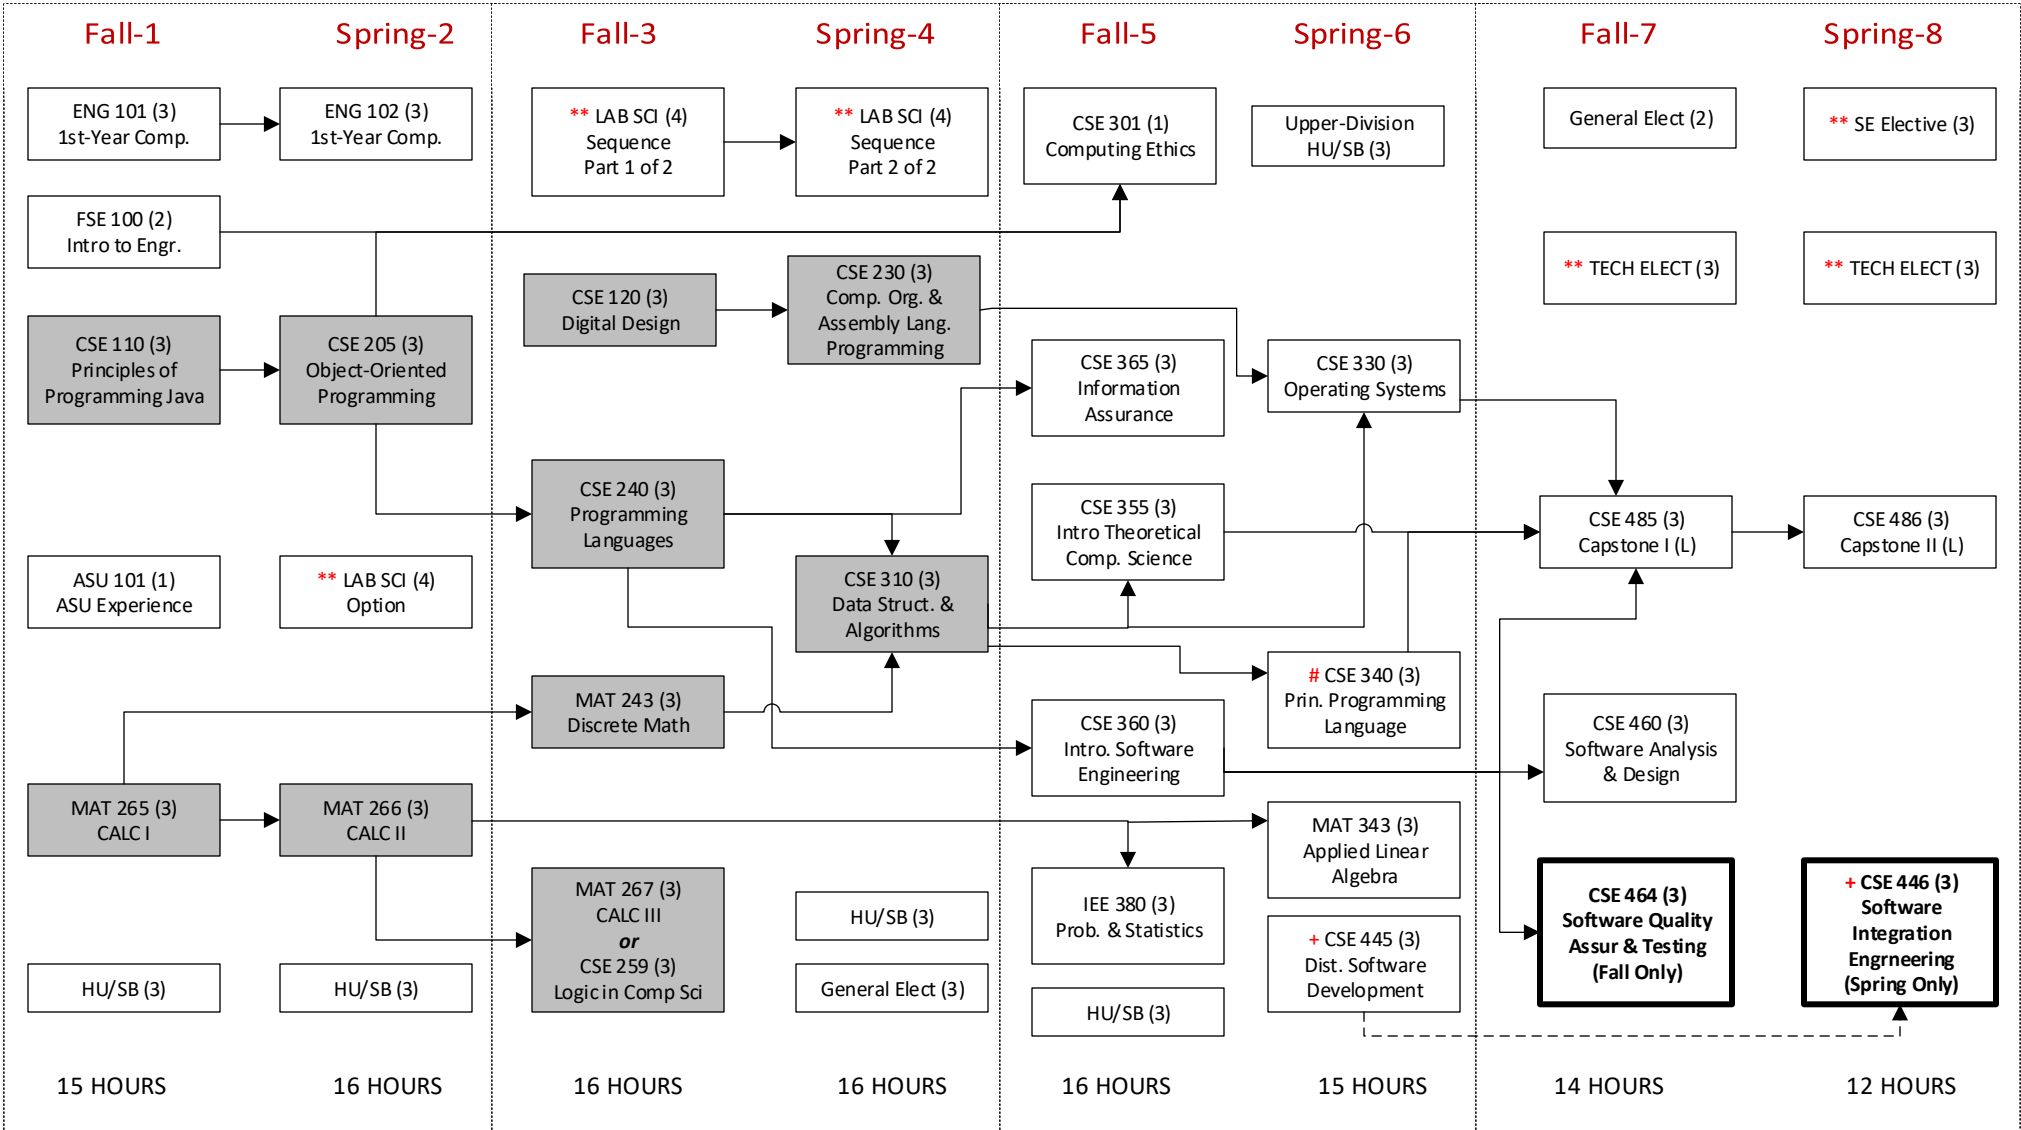 Fall-1
Spring-2
Fall-3
Spring-4
Fall-5
Spring-6
Fall-7
Spring-8
ENG 101 (3)
1st-Year Comp.
FSE 100 (2)
Intro to Engr.
CSE 110 (3)
Principles of
Programming Java
ASU 101 (1)
ASU Experience
MAT 265 (3)
CALC I
HU/SB (3)
15 HOURS
ENG 102 (3)
1st-Year Comp.
CSE 205 (3)
Object-Oriented
Programming
** LAB SCI (4)
Option
MAT 266 (3)
CALC II
HU/SB (3)
16 HOURS
** LAB SCI (4)
Sequence
Part 1 of 2
CSE 120 (3)
Digital Design
CSE 240 (3)
Programming
Languages
MAT 243 (3)
Discrete Math
MAT 267 (3)
CALC III
or
CSE 259 (3)
Logic in Comp Sci
16 HOURS
** LAB SCI (4)
Sequence
Part 2 of 2
CSE 230 (3)
Comp. Org. &
Assembly Lang.
Programming
CSE 310 (3)
Data Struct. &
Algorithms
HU/SB (3)
General Elect (3)
16 HOURS
CSE 301 (1)
Computing Ethics
CSE 365 (3)
Information
Assurance
CSE 355 (3)
Intro Theoretical
Comp. Science
CSE 360 (3)
Intro. Software
Engineering
IEE 380 (3)
Prob. & Statistics
HU/SB (3)
16 HOURS
Upper-Division
HU/SB (3)
CSE 330 (3)
Operating Systems
# CSE 340 (3)
Prin. Programming
Language
MAT 343 (3)
Applied Linear
Algebra
+ CSE 445 (3)
Dist. Software
Development
15 HOURS
General Elect (2)
** TECH ELECT (3)
CSE 485 (3)
Capstone I (L)
CSE 460 (3)
Software Analysis
& Design
CSE 464 (3)
Software Quality
Assur & Testing
(Fall Only)
14 HOURS
** SE Elective (3)
** TECH ELECT (3)
CSE 486 (3)
Capstone II (L)
+ CSE 446 (3)
Software
Integration
Engrneering
(Spring Only)
12 HOURS